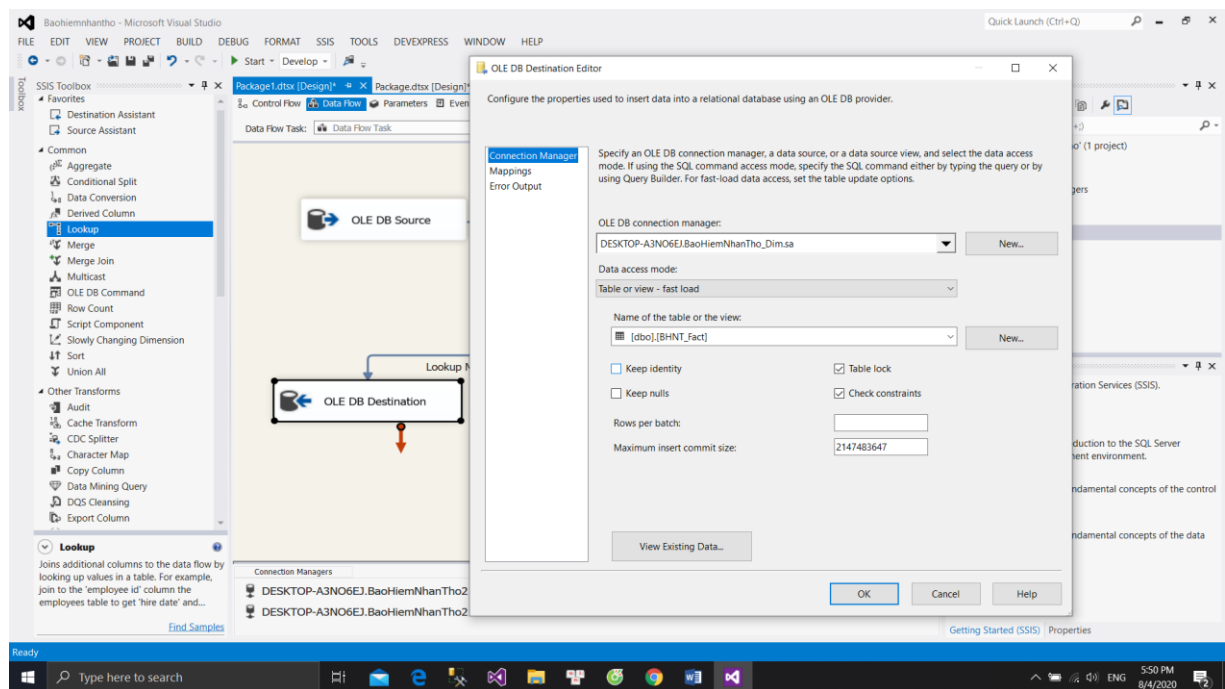 Baohiemnhantho - Microsoft Visual Studio
Quick Launch (Ctrl+Q)
FILE EDIT VIEW PROJECT BUILD DEBUG FORMAT SSIS TOOLS DEVEXPRESS WINDOW HELP
Start Develop
Toolbox
SSIS Toolbox
Favorites
Destination Assistant
Source Assistant
Common
Aggregate
Conditional Split
Data Conversion
Derived Column
Lookup
Merge
Merge Join
Multicast
OLE DB Command
Row Count
Script Component
Slowly Changing Dimension
Sort
Union All
Other Transforms
Audit
Cache Transform
CDC Splitter
Character Map
Copy Column
Data Mining Query
DQS Cleansing
Export Column
Lookup
Joins additional columns to the data flow by
looking up values in a table. For example,
join to the 'employee id' column the
employees table to get 'hire date' and...
Find Samples
Package1.dtsx [Design]* Package.dtsx [Design]*
Control Flow Data Flow Parameters Even
Data Flow Task: Data Flow Task
OLE DB Source
Lookup N
OLE DB Destination
Connection Managers
DESKTOP-A3NO6EJ.BaoHiemNhanTho2
DESKTOP-A3NO6EJ.BaoHiemNhanTho2
OLE DB Destination Editor
Configure the properties used to insert data into a relational database using an OLE DB provider.
Connection Manager
Mappings
Error Output
Specify an OLE DB connection manager, a data source, or a data source view, and select the data access
mode. If using the SQL command access mode, specify the SQL command either by typing the query or by
using Query Builder. For fast-load data access, set the table update options.
OLE DB connection manager:
DESKTOP-A3NO6EJ.BaoHiemNhanTho_Dim.sa
New...
Data access mode:
Table or view - fast load
Name of the table or the view:
[dbo].[BHNT_Fact]
New...
Keep identity
Table lock
Keep nulls
Check constraints
Rows per batch:
Maximum insert commit size:
2147483647
View Existing Data...
OK Cancel Help
+;)
o' (1 project)
gers
ration Services (SSIS).
duction to the SQL Server
nent environment.
ndamental concepts of the control
ndamental concepts of the data
Getting Started (SSIS) Properties
Ready
Type here to search
ENG
5:50 PM
8/4/2020
2